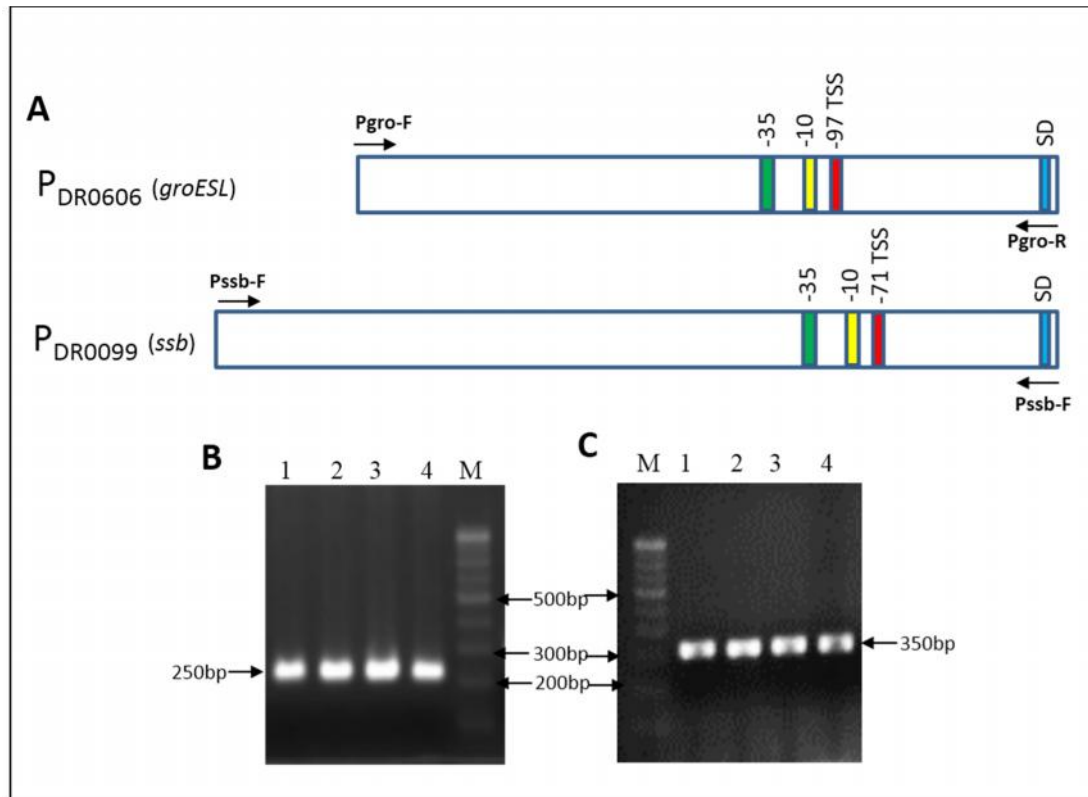 A
Pgro-F
-35
-10
-97 TSS
SD
PDR0606 (groESL)
Pgro-R
Pssb-F
-35
-10
-71 TSS
SD
PDR0099 (ssb)
Pssb-F
B
1 2 3 4 M
C
M 1 2 3 4
500bp
250bp
300bp
200bp
350bp